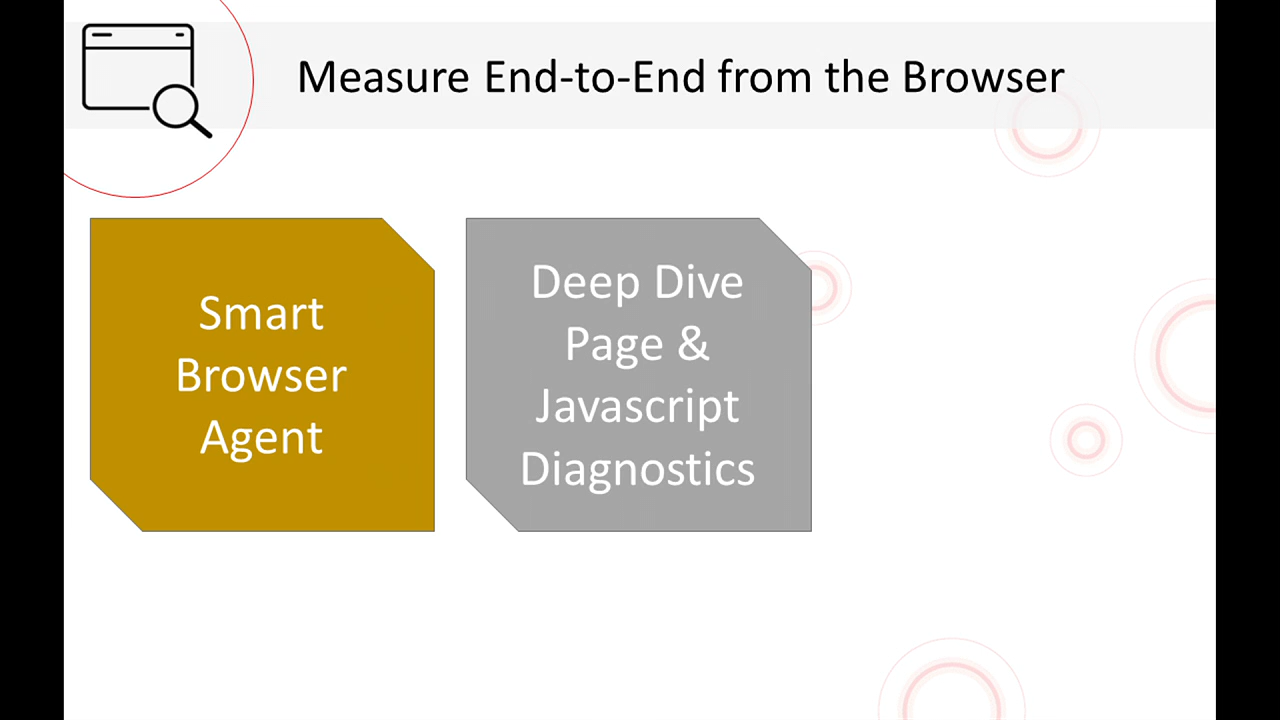 Measure End-to-End from the Browser
Smart
Browser
Agent
Deep Dive
Page &
Javascript
Diagnostics